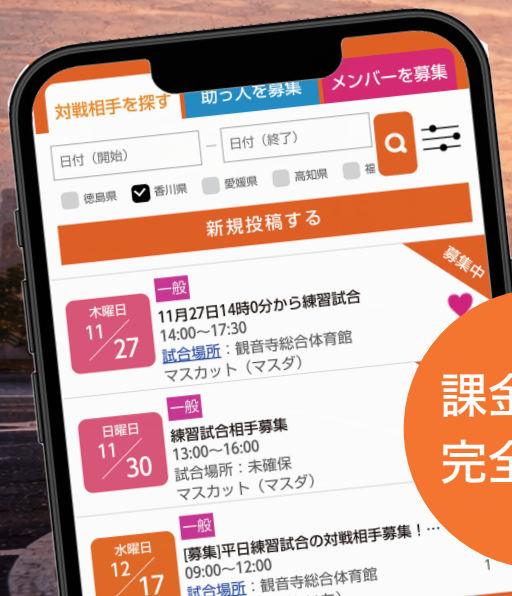 対戦相手を探す
助っ人を募集
メンバーを募集
日付（開始）
–
日付（終了）
徳島県
香川県
愛媛県
高知県
福
新規投稿する
募集中
木曜日
11/27
一般
11月27日14時0分から練習試合
14:00〜17:30
試合場所：観音寺総合体育館
マスカット（マスダ）
日曜日
11/30
一般
練習試合相手募集
13:00〜16:00
試合場所：未確保
マスカット（マスダ）
水曜日
12/17
一般
[募集]平日練習試合の対戦相手募集！…
09:00〜12:00
試合場所：観音寺総合体育館
1
課金
完全